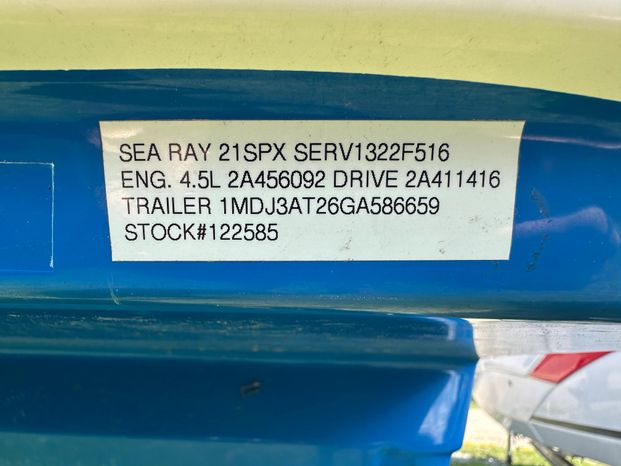 SEA RAY 21SPX SERV1322F516
ENG. 4.5L 2A456092 DRIVE 2A411416
TRAILER 1MDJ3AT26GA586659
STOCK#122585